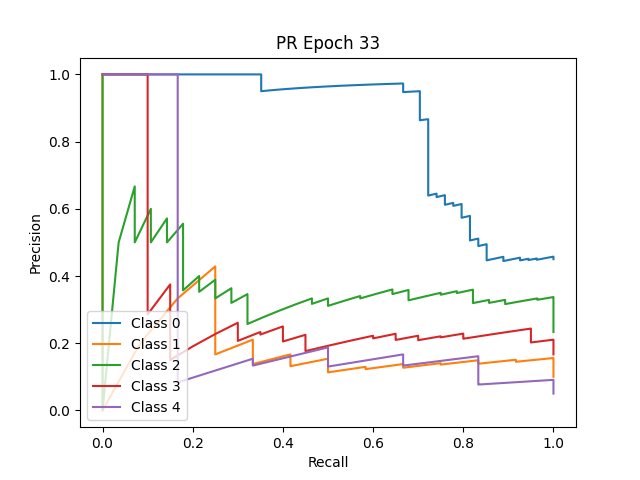 PR Epoch 33
Precision
1.0
0.8
0.6
0.4
0.2
0.0
Class 0
Class 1
Class 2
Class 3
Class 4
0.0 0.2 0.4 0.6 0.8 1.0
Recall